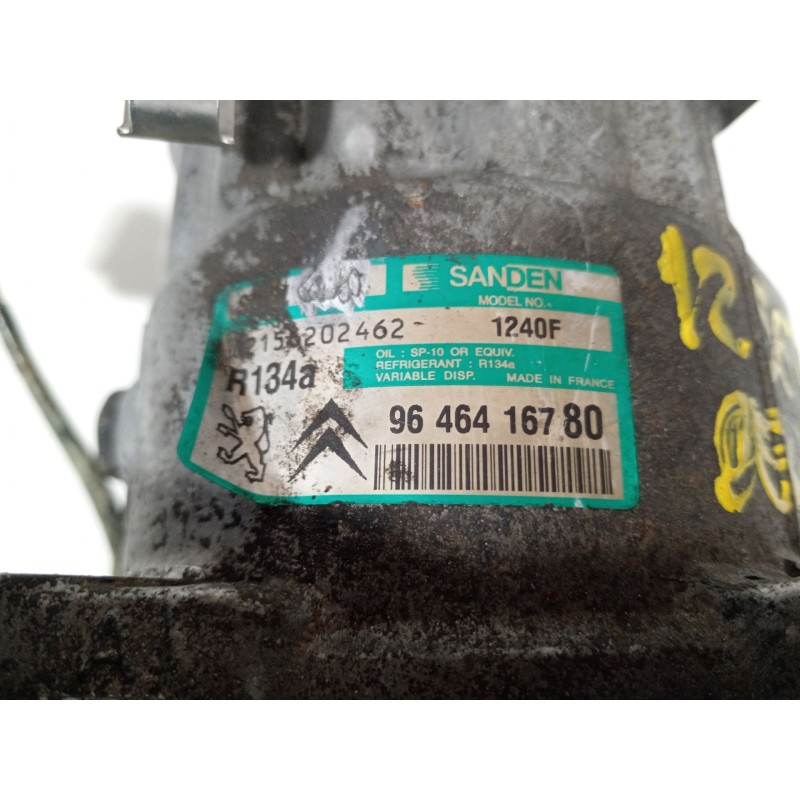 SANDEN
MODEL NO.
1240F
OIL : SP-10 OR EQUIV.
REFRIGERANT : R134a
VARIABLE DISP. MADE IN FRANCE
R134a
96 464 167 80